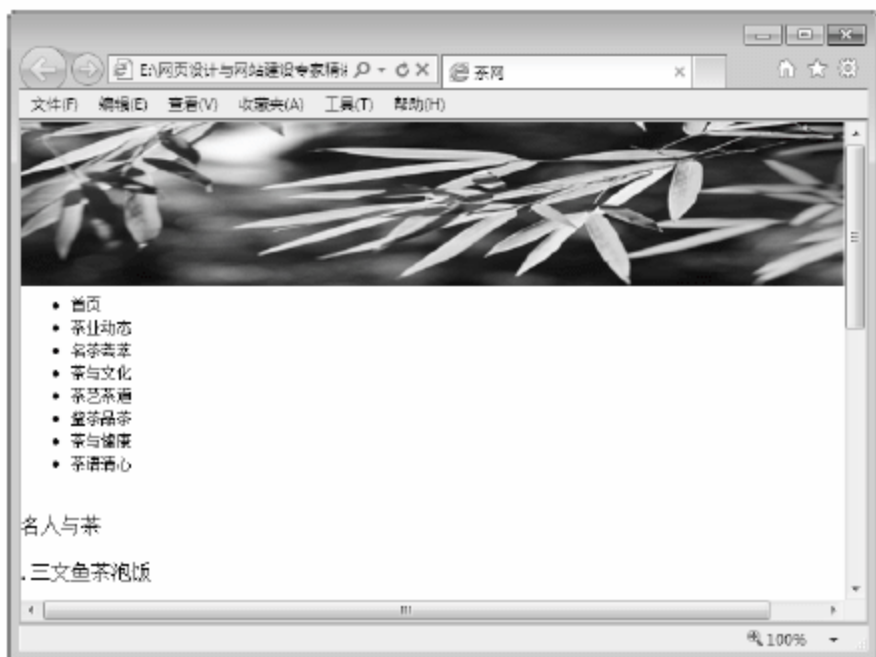 E:\网页设计与网站建设专家精
茶网
文件(F) 编辑(E) 查看(V) 收藏夹(A) 工具(T) 帮助(H)
• 首页
• 茶业动态
• 名茶荟萃
• 茶与文化
• 茶艺茶道
• 鉴茶品茶
• 茶与健康
• 茶语清心
名人与茶
.三文鱼茶泡饭
100%